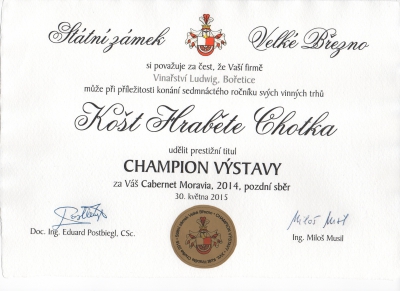 Státní zámek Velké Březno
si považuje za čest, že Vaší firmě
Vinařství Ludwig, Bořetice
může při příležitosti konání sedmnáctého ročníku svých vinných trhů
Košt Hraběte Chotka
udělit prestižní titul
CHAMPION VÝSTAVY
za Váš Cabernet Moravia, 2014, pozdní sběr
30. května 2015
Doc. Ing. Eduard Postbiegl, CSc.
Miloš Musil
Ing. Miloš Musil